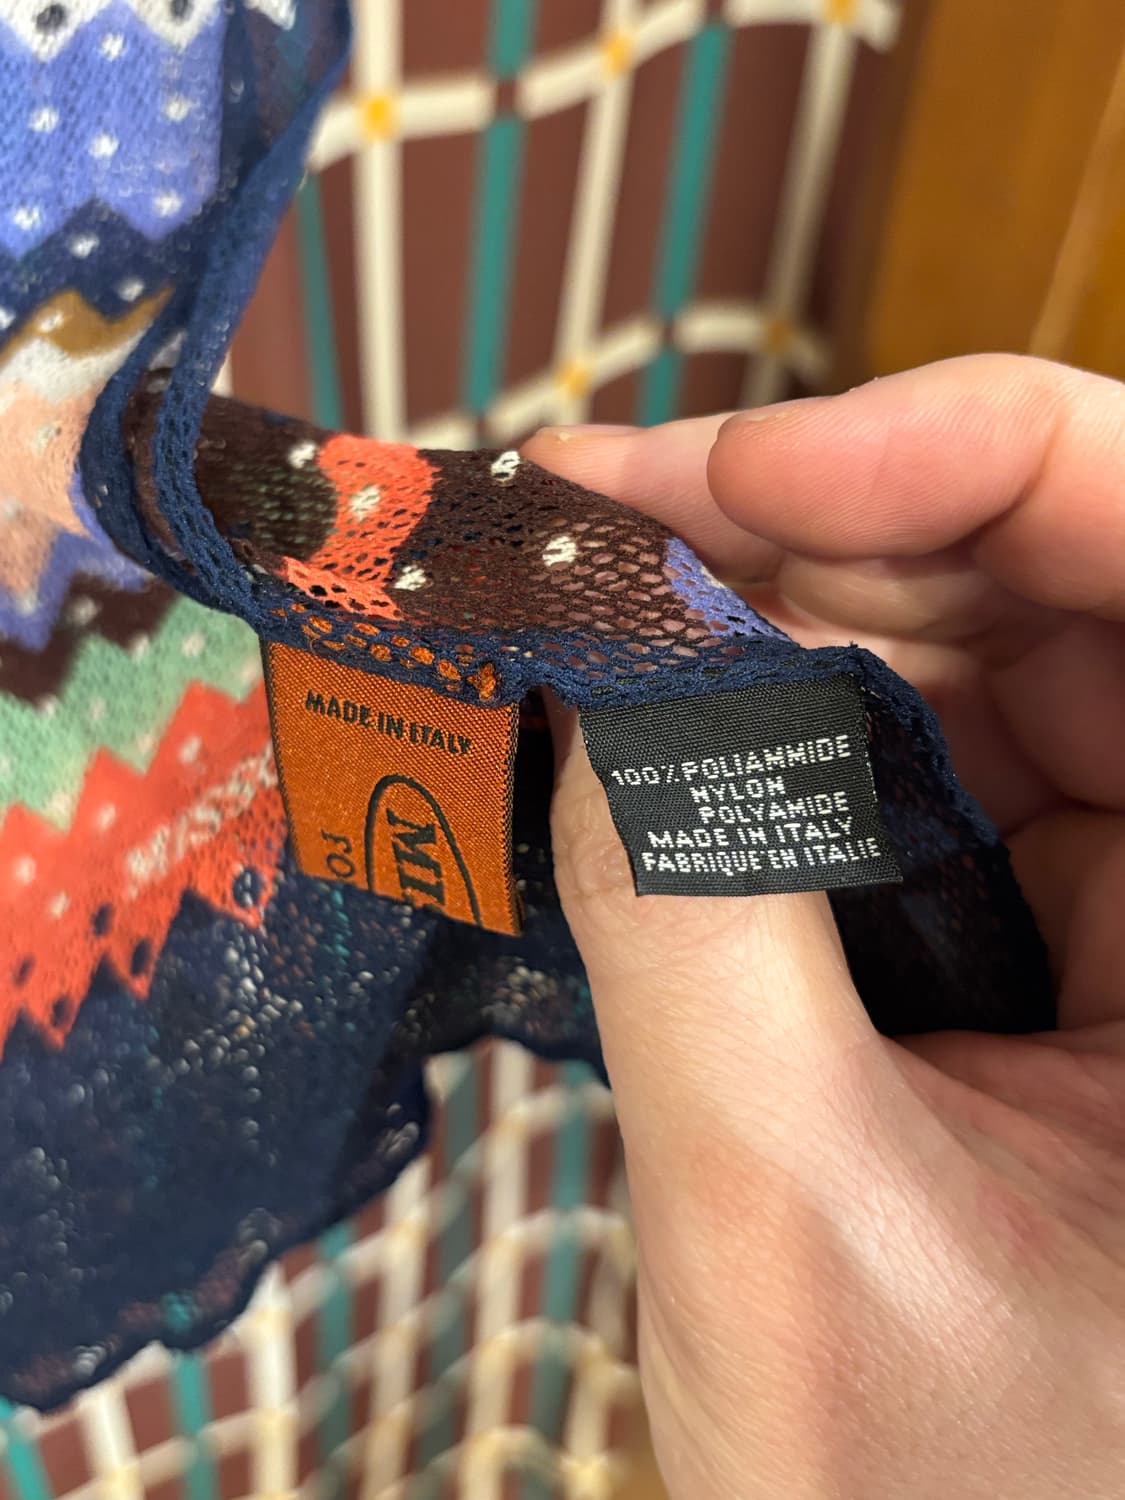 MADE IN ITALY
100% POLIAMMIDE
NYLON
POLYAMIDE
MADE IN ITALY
FABRIQUE'EN ITALIE